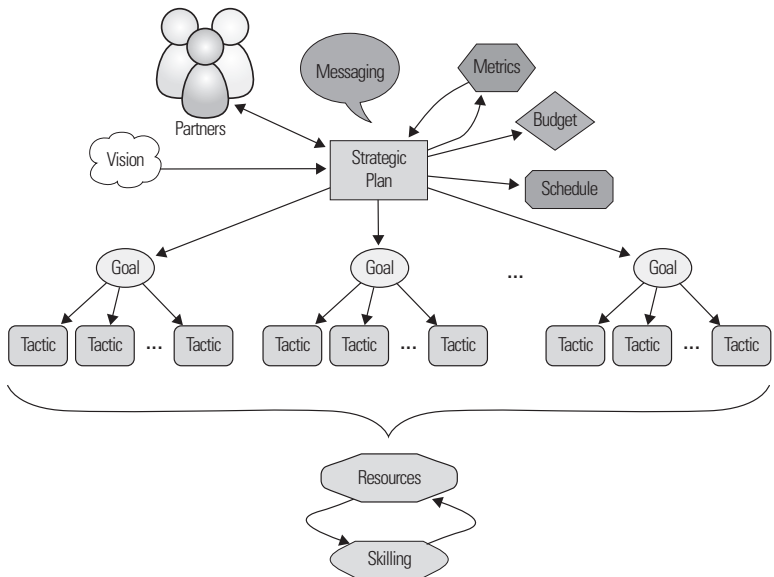 Messaging
Metrics
Partners
Budget
Vision
Strategic
Plan
Schedule
Goal
Goal
...
Goal
Tactic
Tactic
...
Tactic
Tactic
Tactic
...
Tactic
Tactic
Tactic
...
Tactic
Resources
Skilling